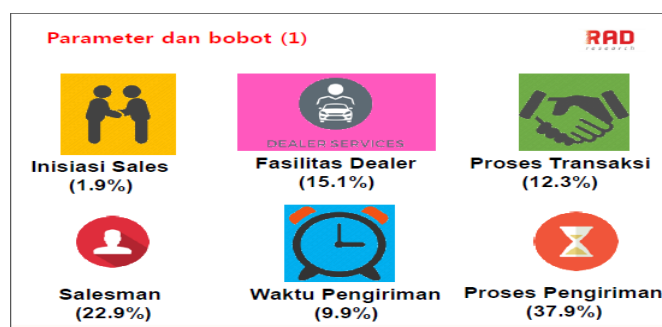 Parameter dan bobot (1)
RAD
research
DEALER SERVICES
Inisiasi Sales
(1.9%)
Fasilitas Dealer
(15.1%)
Proses Transaksi
(12.3%)
Salesman
(22.9%)
Waktu Pengiriman
(9.9%)
Proses Pengiriman
(37.9%)